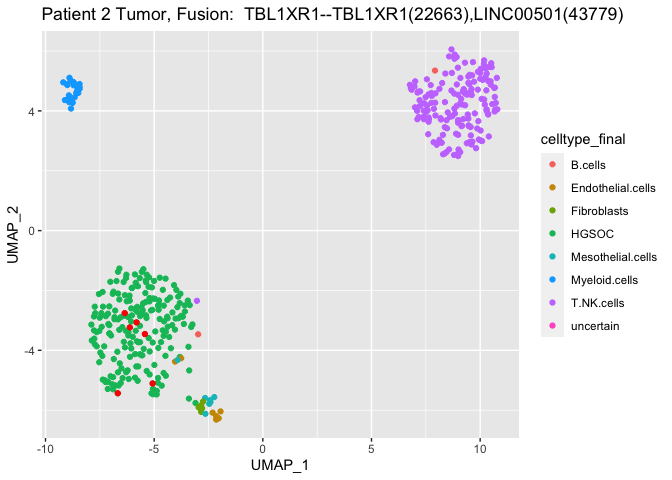 Patient 2 Tumor, Fusion:  TBL1XR1--TBL1XR1(22663),LINC00501(43779)
4
0
-4
UMAP_2
-10
-5
0
5
10
UMAP_1
celltype_final
B.cells
Endothelial.cells
Fibroblasts
HGSOC
Mesothelial.cells
Myeloid.cells
T.NK.cells
uncertain